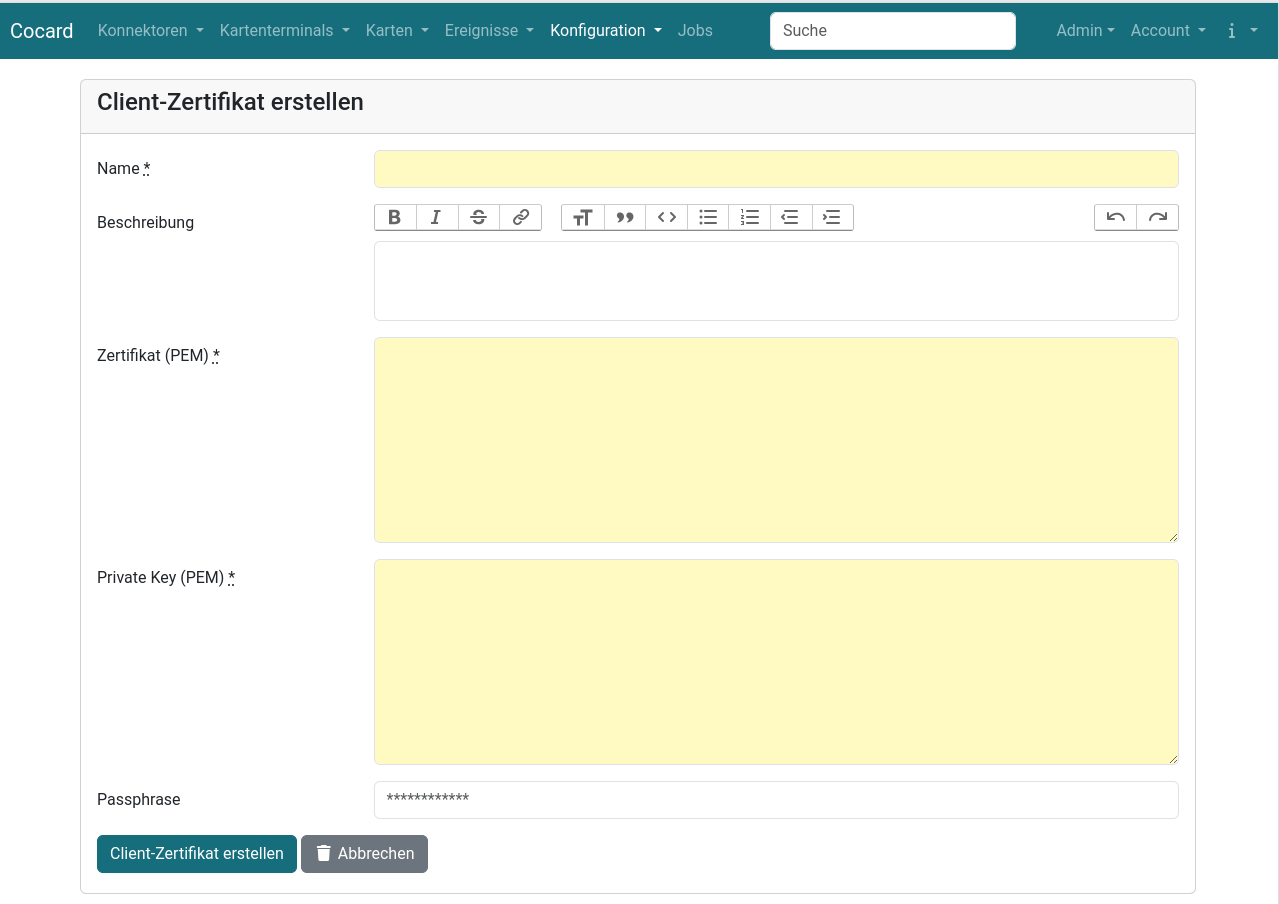 Cocard Konnektoren Kartenterminals Karten Ereignisse Konfiguration Jobs Suche Admin Account i
Client-Zertifikat erstellen
Name *
Beschreibung
Zertifikat (PEM) *
Private Key (PEM) *
Passphrase ************
Client-Zertifikat erstellen Abbrechen